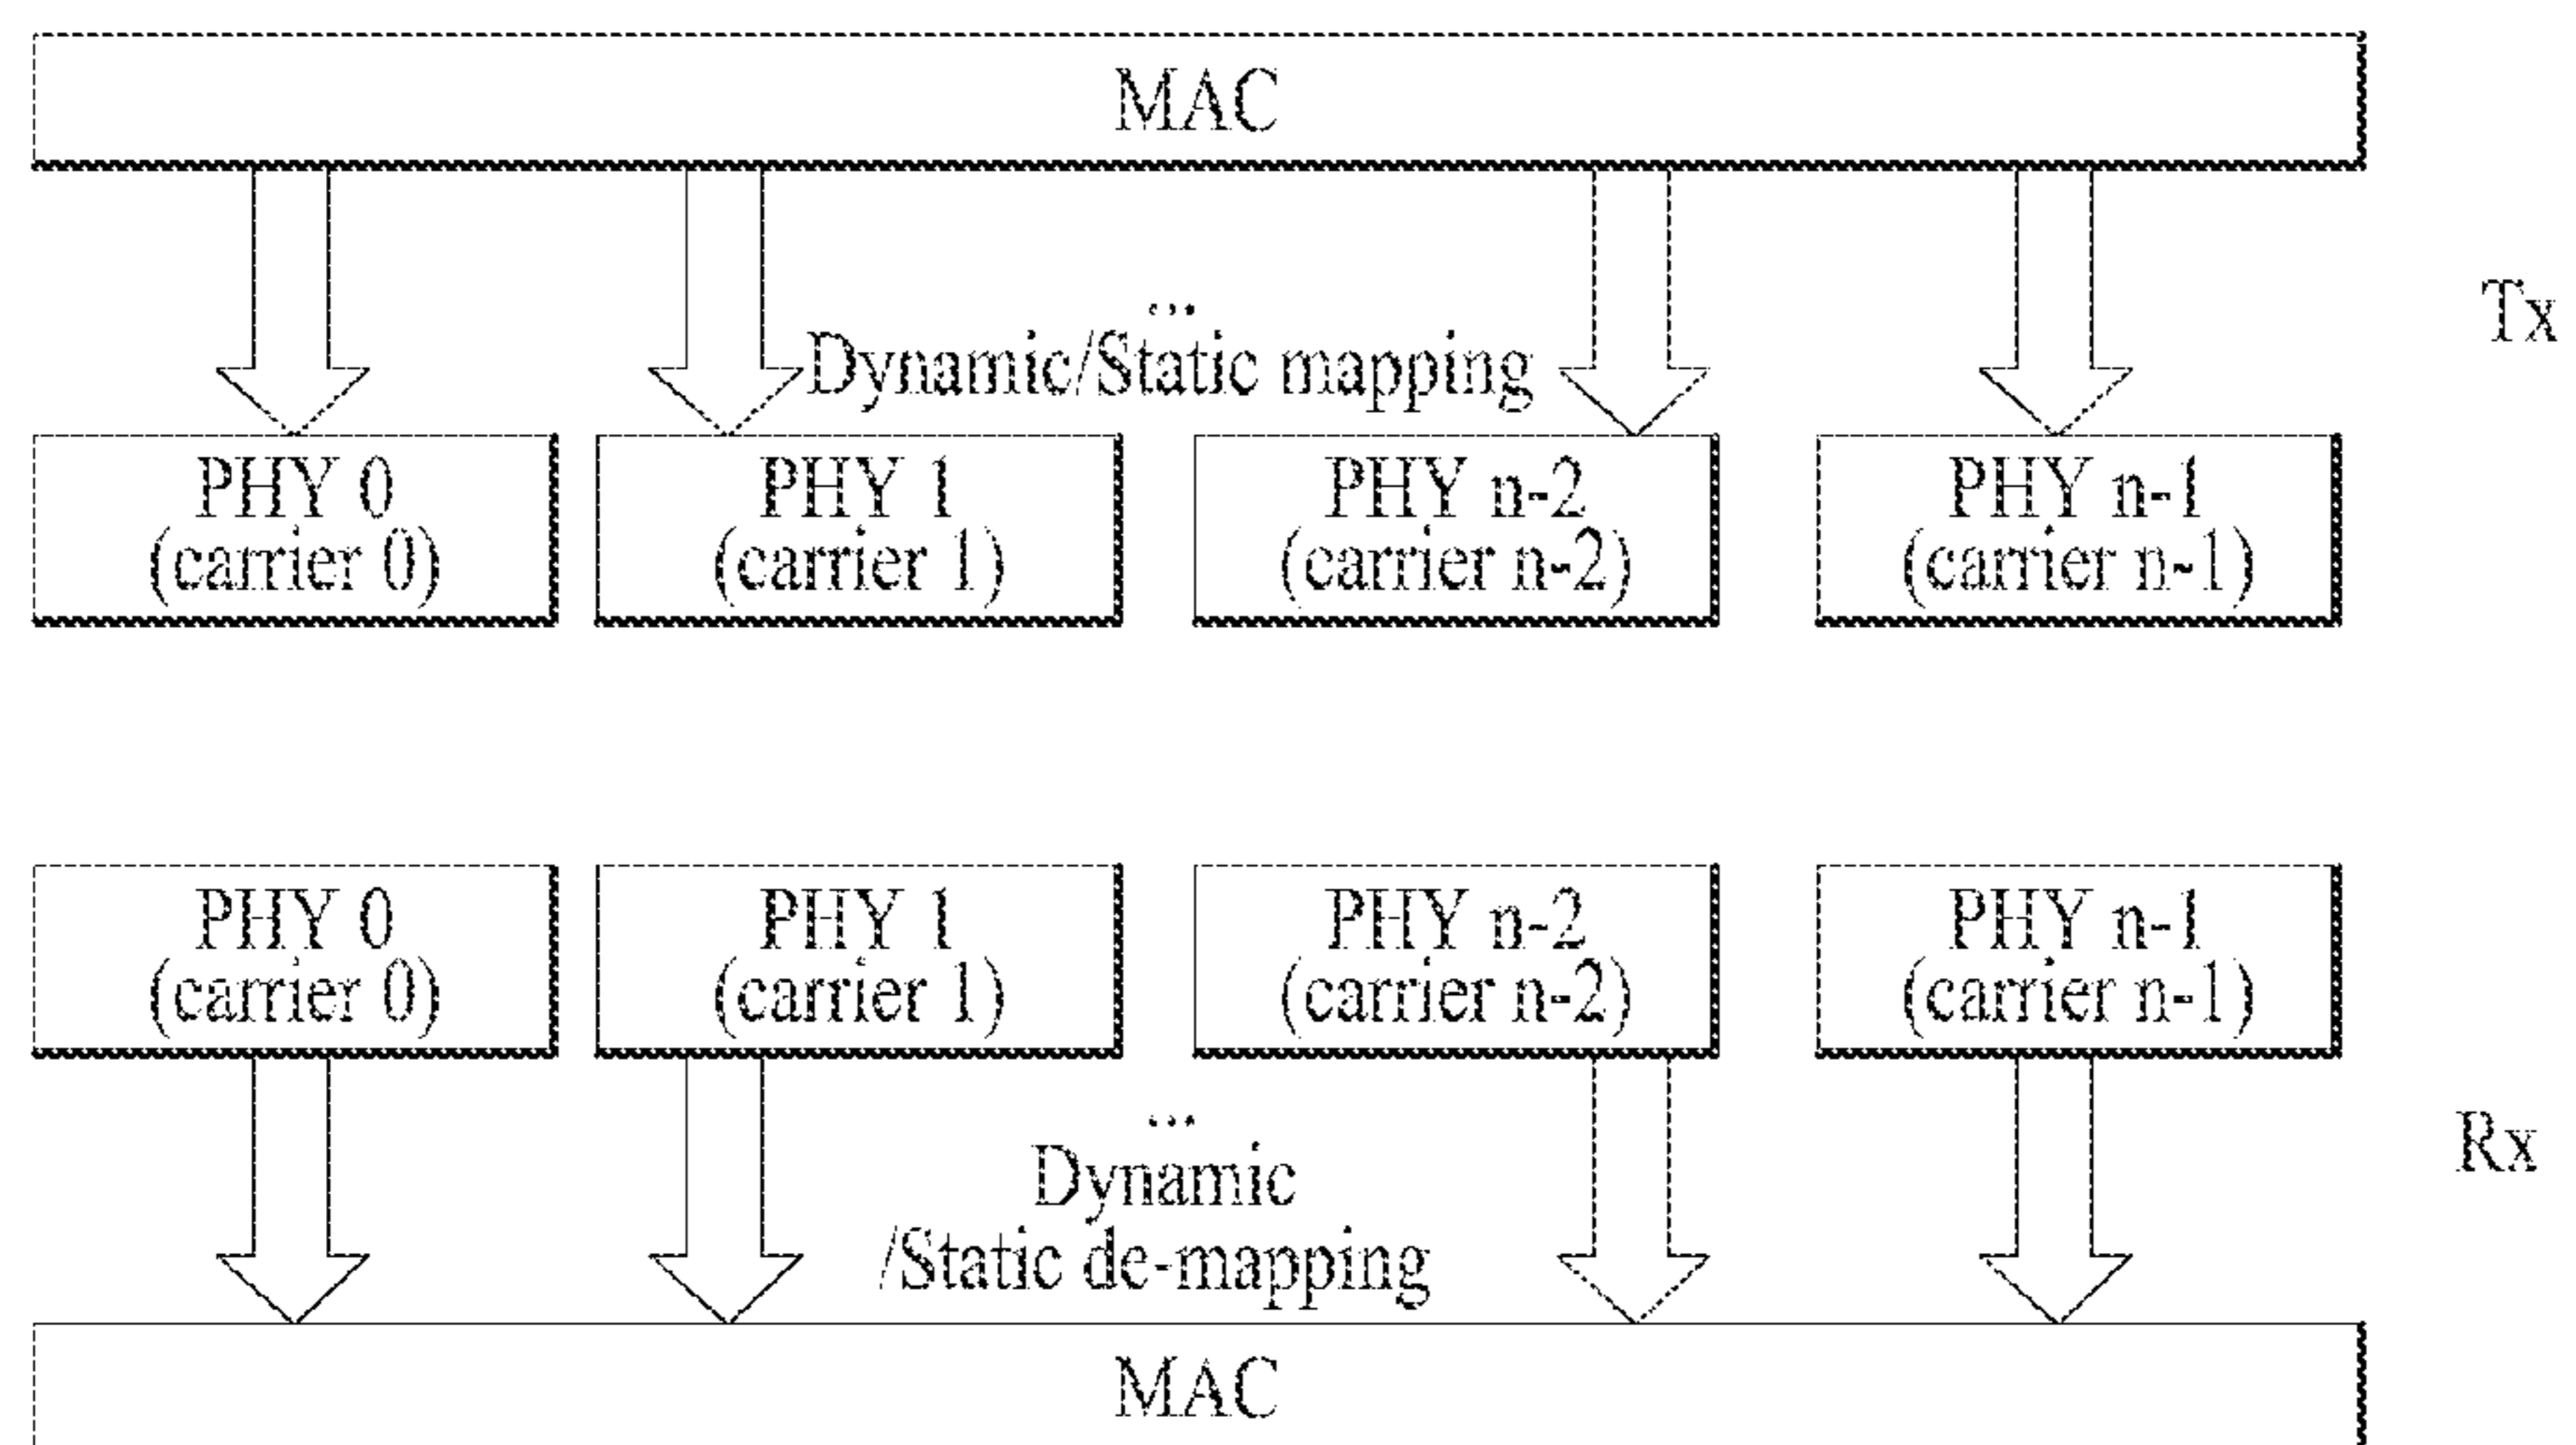 MAC
...
Dynamic/Static mapping
Tx
PHY 0
(carrier 0)
PHY 1
(carrier 1)
PHY n-2
(carrier n-2)
PHY n-1
(carrier n-1)
PHY 0
(carrier 0)
PHY 1
(carrier 1)
PHY n-2
(carrier n-2)
PHY n-1
(carrier n-1)
...
Dynamic
/Static de-mapping
Rx
MAC